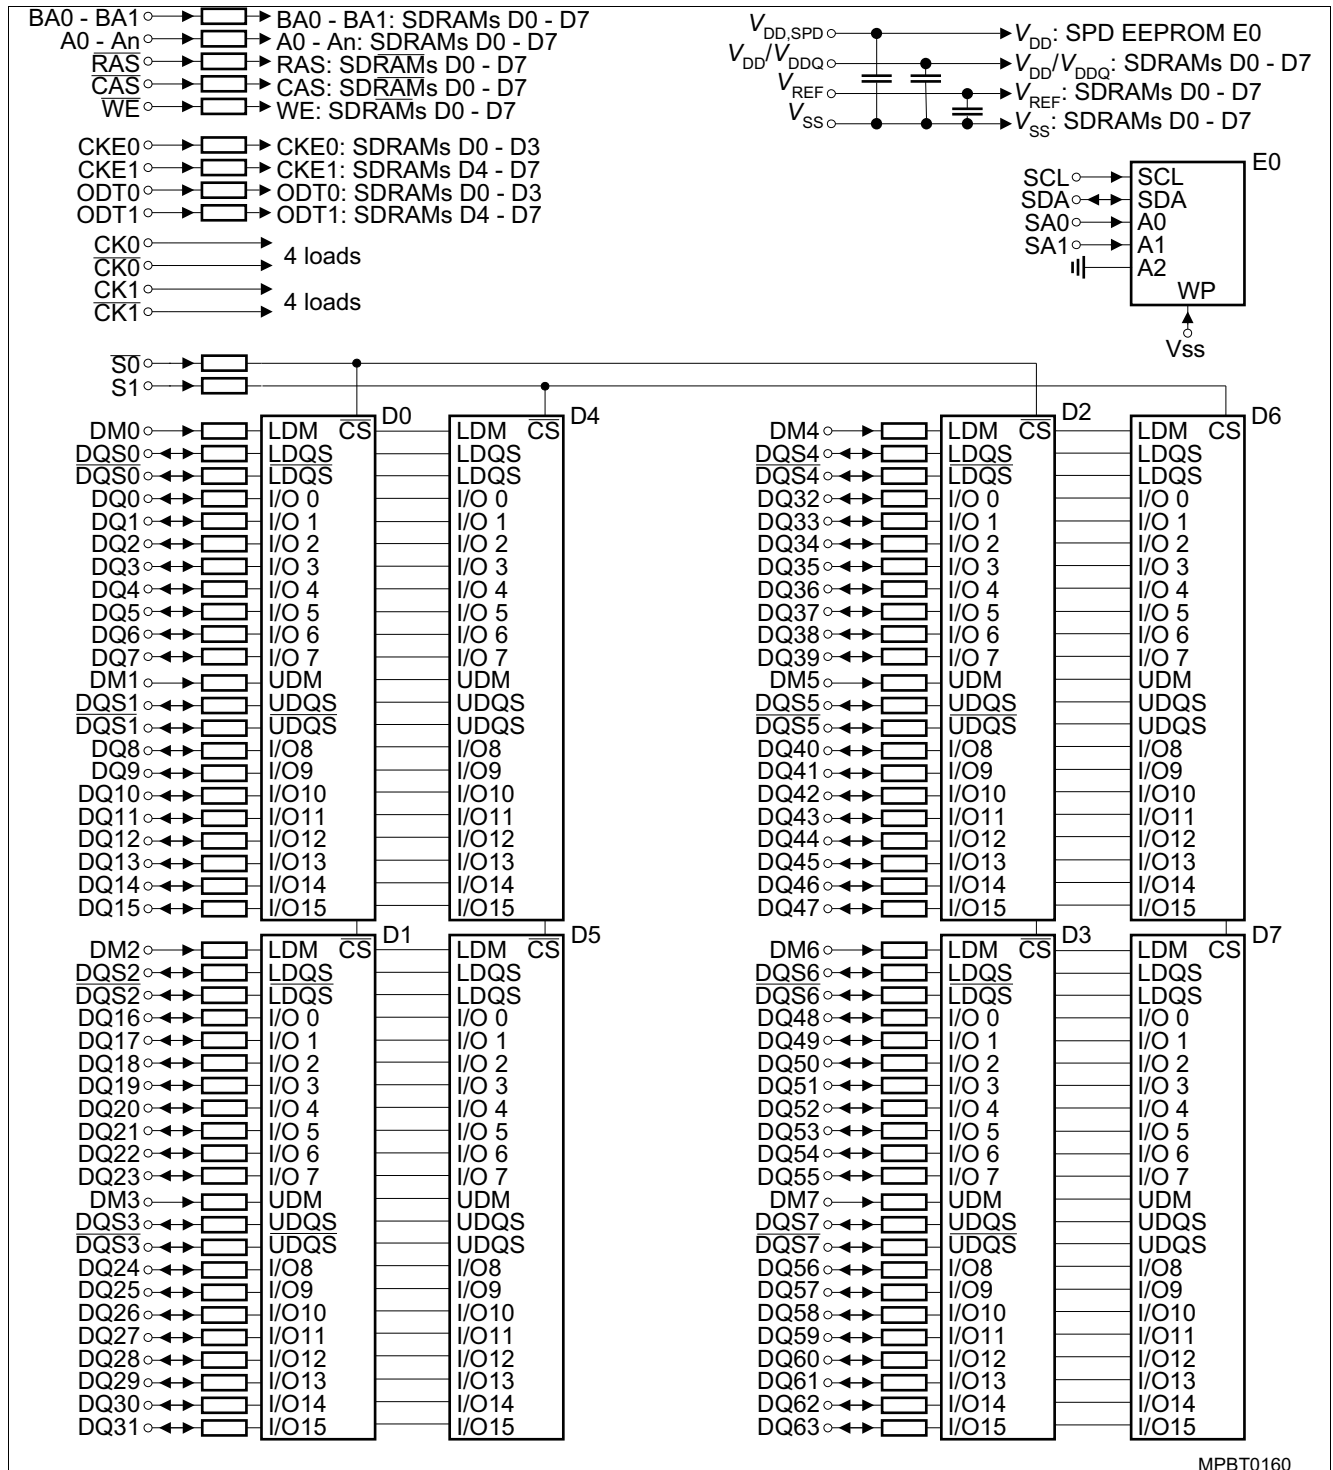 BA0 - BA1 BA0 - BA1: SDRAMs D0 - D7
A0 - An A0 - An: SDRAMs D0 - D7
RAS RAS: SDRAMs D0 - D7
CAS CAS: SDRAMs D0 - D7
WE WE: SDRAMs D0 - D7
CKE0 CKE0: SDRAMs D0 - D3
CKE1 CKE1: SDRAMs D4 - D7
ODT0 ODT0: SDRAMs D0 - D3
ODT1 ODT1: SDRAMs D4 - D7
CK0
CK0 4 loads
CK1
CK1 4 loads
VDD,SPD VDD: SPD EEPROM E0
VDD/VDDQ VDD/VDDQ: SDRAMs D0 - D7
VREF VREF: SDRAMs D0 - D7
VSS VSS: SDRAMs D0 - D7
E0
SCL SCL
SDA SDA
SA0 A0
SA1 A1
A2
WP
Vss
S0
S1
D0 D4
DM0 LDM CS LDM CS
DQS0 LDQS LDQS
DQS0 LDQS LDQS
DQ0 I/O 0 I/O 0
DQ1 I/O 1 I/O 1
DQ2 I/O 2 I/O 2
DQ3 I/O 3 I/O 3
DQ4 I/O 4 I/O 4
DQ5 I/O 5 I/O 5
DQ6 I/O 6 I/O 6
DQ7 I/O 7 I/O 7
DM1 UDM UDM
DQS1 UDQS UDQS
DQS1 UDQS UDQS
DQ8 I/O8 I/O8
DQ9 I/O9 I/O9
DQ10 I/O10 I/O10
DQ11 I/O11 I/O11
DQ12 I/O12 I/O12
DQ13 I/O13 I/O13
DQ14 I/O14 I/O14
DQ15 I/O15 I/O15
D1 D5
DM2 LDM CS LDM CS
DQS2 LDQS LDQS
DQS2 LDQS LDQS
DQ16 I/O 0 I/O 0
DQ17 I/O 1 I/O 1
DQ18 I/O 2 I/O 2
DQ19 I/O 3 I/O 3
DQ20 I/O 4 I/O 4
DQ21 I/O 5 I/O 5
DQ22 I/O 6 I/O 6
DQ23 I/O 7 I/O 7
DM3 UDM UDM
DQS3 UDQS UDQS
DQS3 UDQS UDQS
DQ24 I/O8 I/O8
DQ25 I/O9 I/O9
DQ26 I/O10 I/O10
DQ27 I/O11 I/O11
DQ28 I/O12 I/O12
DQ29 I/O13 I/O13
DQ30 I/O14 I/O14
DQ31 I/O15 I/O15
D2 D6
DM4 LDM CS LDM CS
DQS4 LDQS LDQS
DQS4 LDQS LDQS
DQ32 I/O 0 I/O 0
DQ33 I/O 1 I/O 1
DQ34 I/O 2 I/O 2
DQ35 I/O 3 I/O 3
DQ36 I/O 4 I/O 4
DQ37 I/O 5 I/O 5
DQ38 I/O 6 I/O 6
DQ39 I/O 7 I/O 7
DM5 UDM UDM
DQS5 UDQS UDQS
DQS5 UDQS UDQS
DQ40 I/O8 I/O8
DQ41 I/O9 I/O9
DQ42 I/O10 I/O10
DQ43 I/O11 I/O11
DQ44 I/O12 I/O12
DQ45 I/O13 I/O13
DQ46 I/O14 I/O14
DQ47 I/O15 I/O15
D3 D7
DM6 LDM CS LDM CS
DQS6 LDQS LDQS
DQS6 LDQS LDQS
DQ48 I/O 0 I/O 0
DQ49 I/O 1 I/O 1
DQ50 I/O 2 I/O 2
DQ51 I/O 3 I/O 3
DQ52 I/O 4 I/O 4
DQ53 I/O 5 I/O 5
DQ54 I/O 6 I/O 6
DQ55 I/O 7 I/O 7
DM7 UDM UDM
DQS7 UDQS UDQS
DQS7 UDQS UDQS
DQ56 I/O8 I/O8
DQ57 I/O9 I/O9
DQ58 I/O10 I/O10
DQ59 I/O11 I/O11
DQ60 I/O12 I/O12
DQ61 I/O13 I/O13
DQ62 I/O14 I/O14
DQ63 I/O15 I/O15
MPBT0160